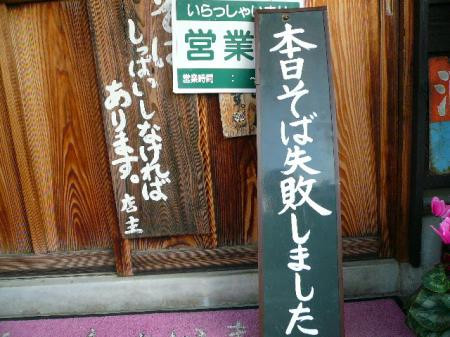 いらっしゃいませ
営業
営業時間 : ~
そば
しっぱいしなければ
あります。
店主
本日そば失敗しました